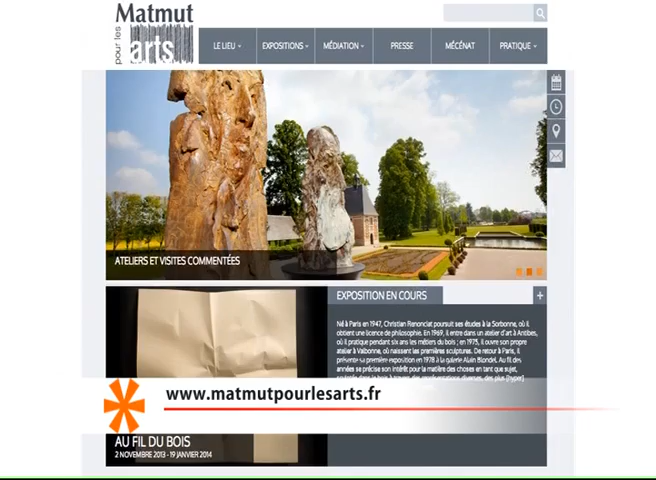 Matmut
pour les
arts
LE LIEU
EXPOSITIONS
MÉDIATION
PRESSE
MÉCÉNAT
PRATIQUE
ATELIERS ET VISITES COMMENTÉES
EXPOSITION EN COURS
+
Né à Paris en 1947, Christian Renonciat poursuit ses études à la Sorbonne, où il
obtient une licence de philosophie. En 1969, il entre dans un atelier d'art à Antibes,
où il pratique pendant six ans les métiers du bois ; en 1975, il ouvre son propre
atelier à Valbonne, où naissent les premières sculptures. De retour à Paris, il
présente sa première exposition en 1978 à la galerie Alain Blondel. Au fil des
années se précise son intérêt pour la matière des choses en tant que sujet,
www.matmutpourlesarts.fr
AU FIL DU BOIS
2 NOVEMBRE 2013 - 19 JANVIER 2014